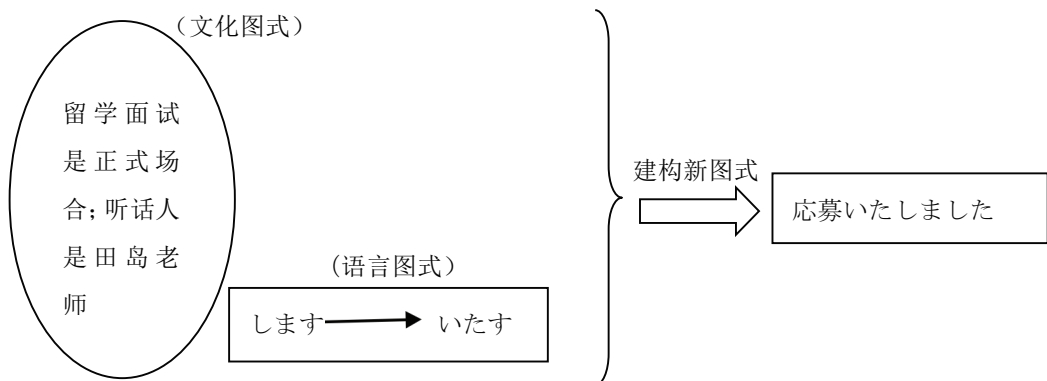 （文化图式）
留学面试
是正式场
合；听话人
是田岛老
师
（语言图式）
します
いたす
建构新图式
応募いたしました